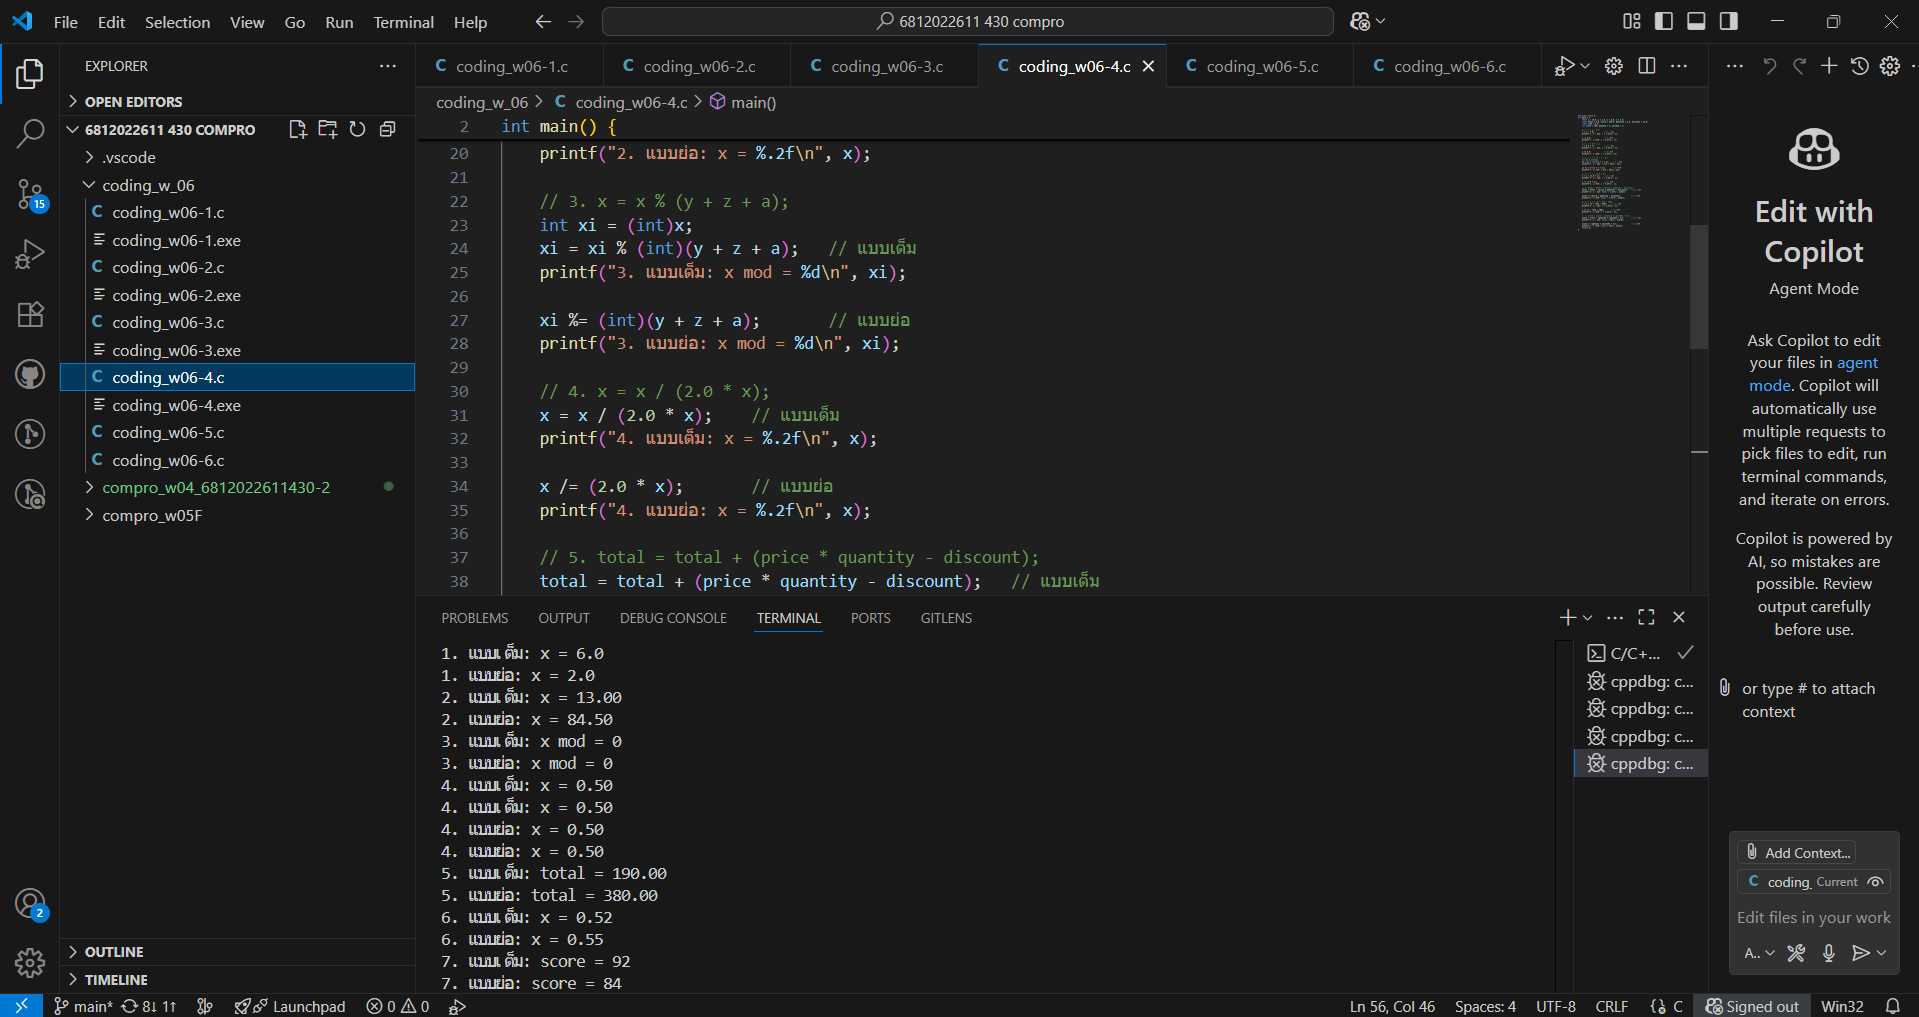 File Edit Selection View Go Run Terminal Help
6812022611 430 compro
EXPLORER
OPEN EDITORS
6812022611 430 COMPRO
.vscode
coding_w_06
coding_w06-1.c
coding_w06-1.exe
coding_w06-2.c
coding_w06-2.exe
coding_w06-3.c
coding_w06-3.exe
coding_w06-4.c
coding_w06-4.exe
coding_w06-5.c
coding_w06-6.c
compro_w04_6812022611430-2
compro_w05F
OUTLINE
TIMELINE
15
2
coding_w06-1.c coding_w06-2.c coding_w06-3.c coding_w06-4.c coding_w06-5.c coding_w06-6.c
coding_w_06 > C coding_w06-4.c > main()
2 int main() {
20 printf("2. แบบย่อ: x = %.2f\n", x);
21
22 // 3. x = x % (y + z + a);
23 int xi = (int)x;
24 xi = xi % (int)(y + z + a); // แบบเต็ม
25 printf("3. แบบเต็ม: x mod = %d\n", xi);
26
27 xi %= (int)(y + z + a); // แบบย่อ
28 printf("3. แบบย่อ: x mod = %d\n", xi);
29
30 // 4. x = x / (2.0 * x);
31 x = x / (2.0 * x); // แบบเต็ม
32 printf("4. แบบเต็ม: x = %.2f\n", x);
33
34 x /= (2.0 * x); // แบบย่อ
35 printf("4. แบบย่อ: x = %.2f\n", x);
36
37 // 5. total = total + (price * quantity - discount);
38 total = total + (price * quantity - discount); // แบบเต็ม
PROBLEMS OUTPUT DEBUG CONSOLE TERMINAL PORTS GITLENS
1. แบบเต็ม: x = 6.0
1. แบบย่อ: x = 2.0
2. แบบเต็ม: x = 13.00
2. แบบย่อ: x = 84.50
3. แบบเต็ม: x mod = 0
3. แบบย่อ: x mod = 0
4. แบบเต็ม: x = 0.50
4. แบบเต็ม: x = 0.50
4. แบบย่อ: x = 0.50
4. แบบย่อ: x = 0.50
5. แบบเต็ม: total = 190.00
5. แบบย่อ: total = 380.00
6. แบบเต็ม: x = 0.52
6. แบบย่อ: x = 0.55
7. แบบเต็ม: score = 92
7. แบบย่อ: score = 84
C/C+...
cppdbg: c...
cppdbg: c...
cppdbg: c...
cppdbg: c...
Edit with
Copilot
Agent Mode
Ask Copilot to edit
your files in agent
mode. Copilot will
automatically use
multiple requests to
pick files to edit, run
terminal commands,
and iterate on errors.
Copilot is powered by
AI, so mistakes are
possible. Review
output carefully
before use.
or type # to attach
context
Add Context...
C coding. Current
Edit files in your work
A..
main* 8↓ 1↑ Launchpad 0 0 Ln 56, Col 46 Spaces: 4 UTF-8 CRLF {} C Signed out Win32